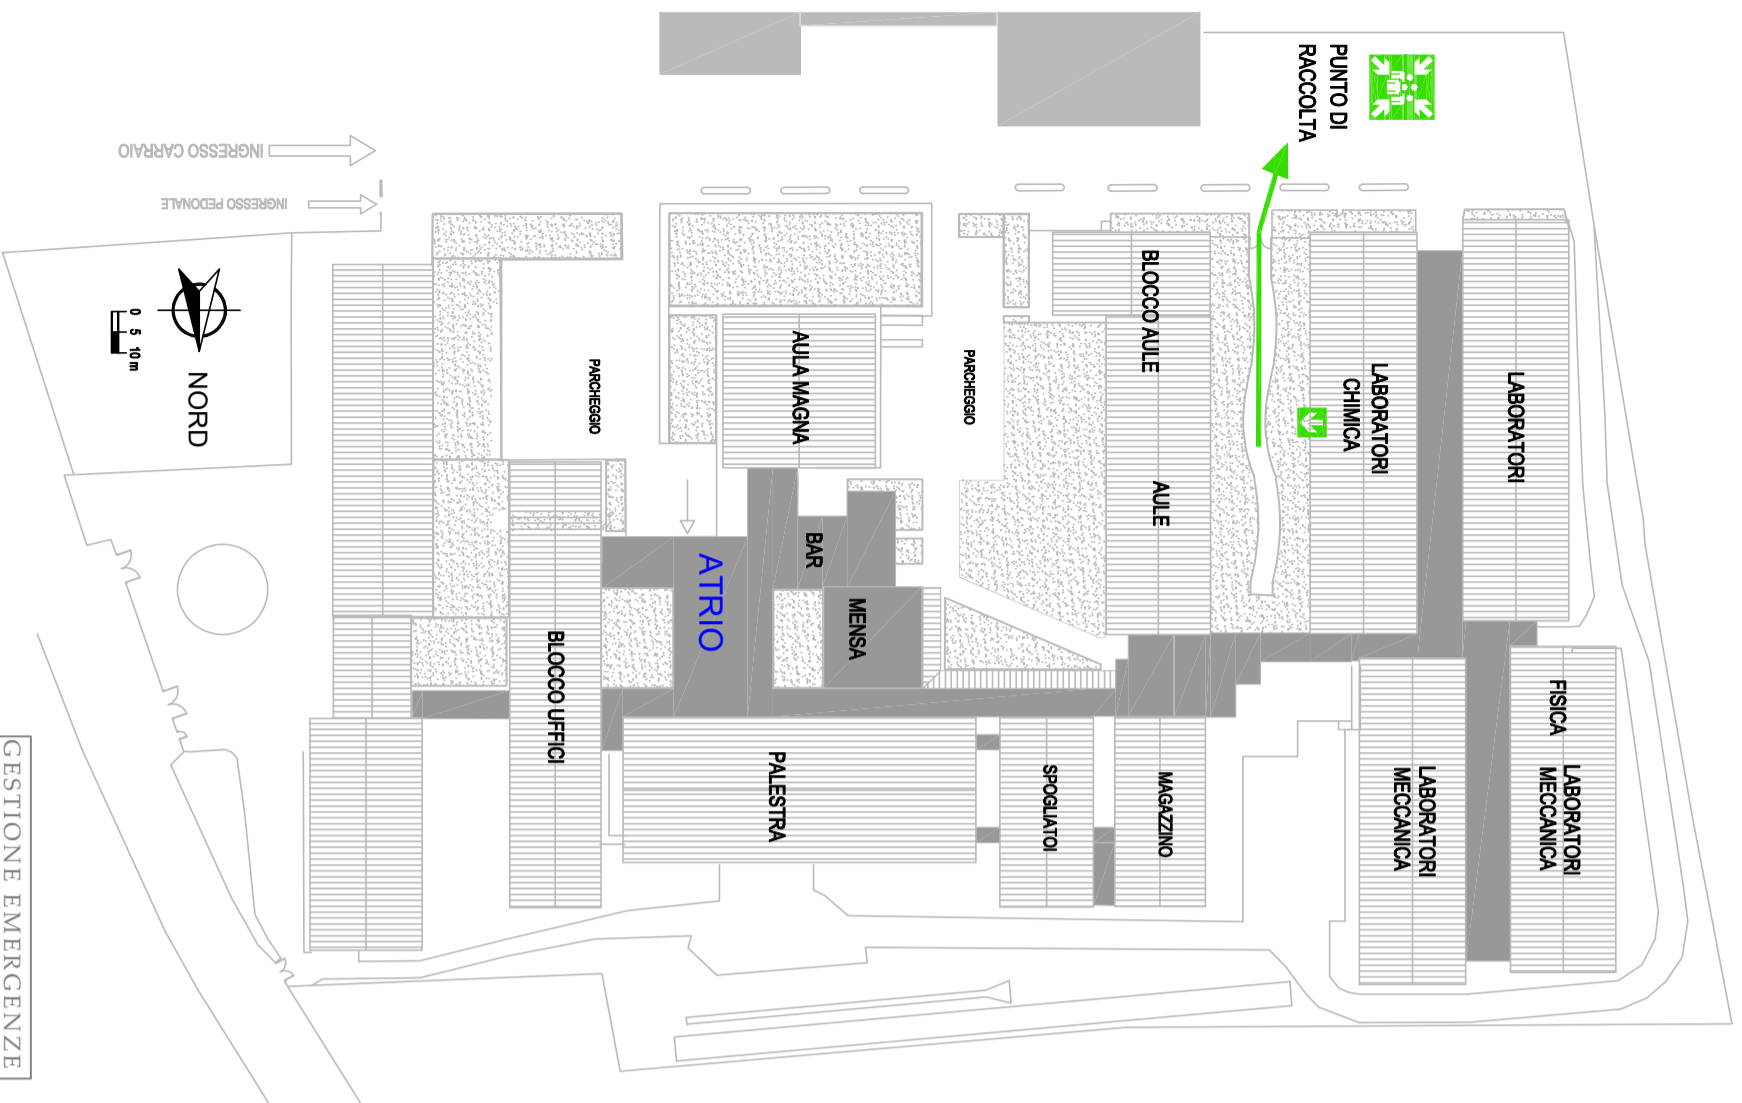 PUNTO DI
RACCOLTA
INGRESSO CARRAIO
INGRESSO PEDONALE
0 5 10 m
NORD
PARCHEGGIO
AULA MAGNA
PARCHEGGIO
BLOCCO AULE
AULE
LABORATORI
CHIMICA
LABORATORI
ATRIO
BAR
MENSA
BLOCCO UFFICI
PALESTRA
SPOGLIATOI
MAGAZZINO
LABORATORI
MECCANICA
FISICA
LABORATORI
MECCANICA
GESTIONE EMERGENZE